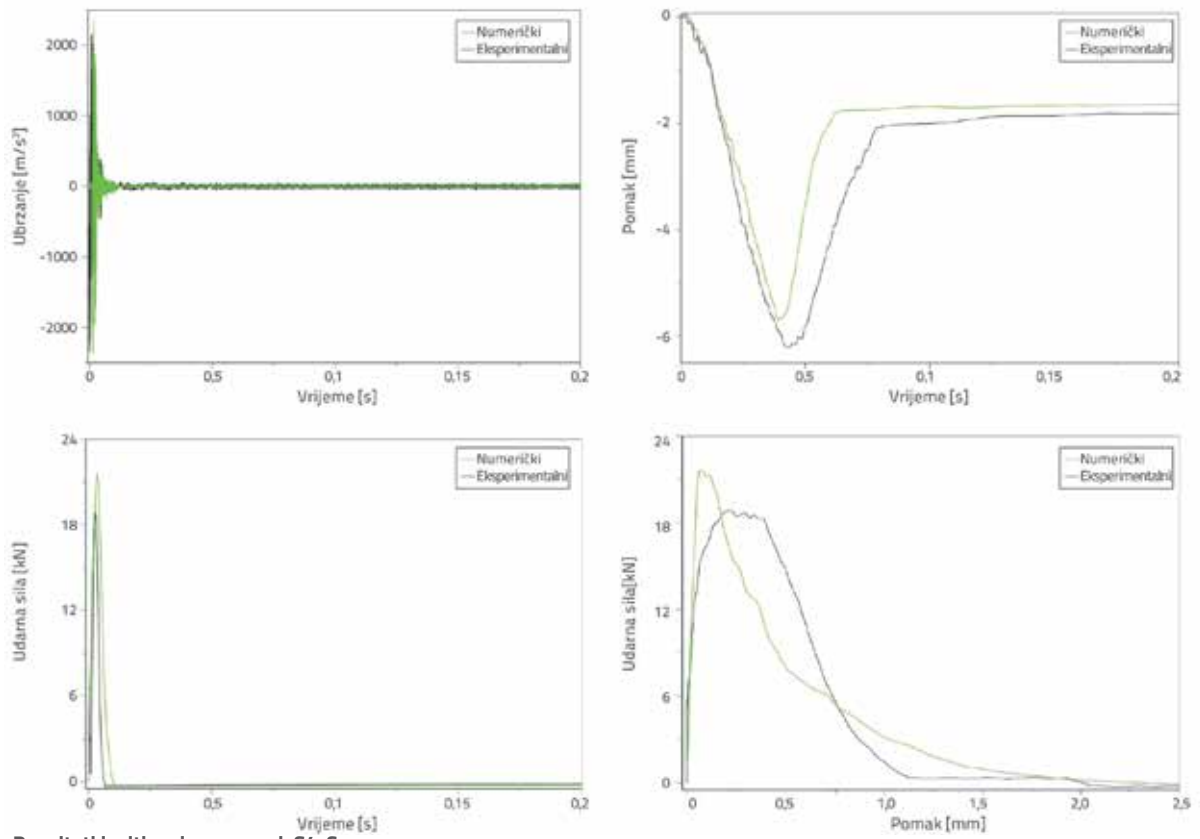 2000
1000
0
-1000
-2000
Ubrzanje [m/s²]
Numerički
Eksperimentalni
0
0,5
0,1
0,15
0,2
Vrijeme [s]
0
-2
-4
-6
Pomak [mm]
Numerički
Eksperimentalni
0
0,5
0,1
0,15
0,2
Vrijeme [s]
24
18
12
6
0
Udarna sila [kN]
Numerički
Eksperimentalni
0
0,5
0,1
0,15
0,2
Vrijeme [s]
24
18
12
6
0
Udarna sila[kN]
Numerički
Eksperimentalni
0
0,5
1,0
1,5
2,0
2,5
Pomak [mm]